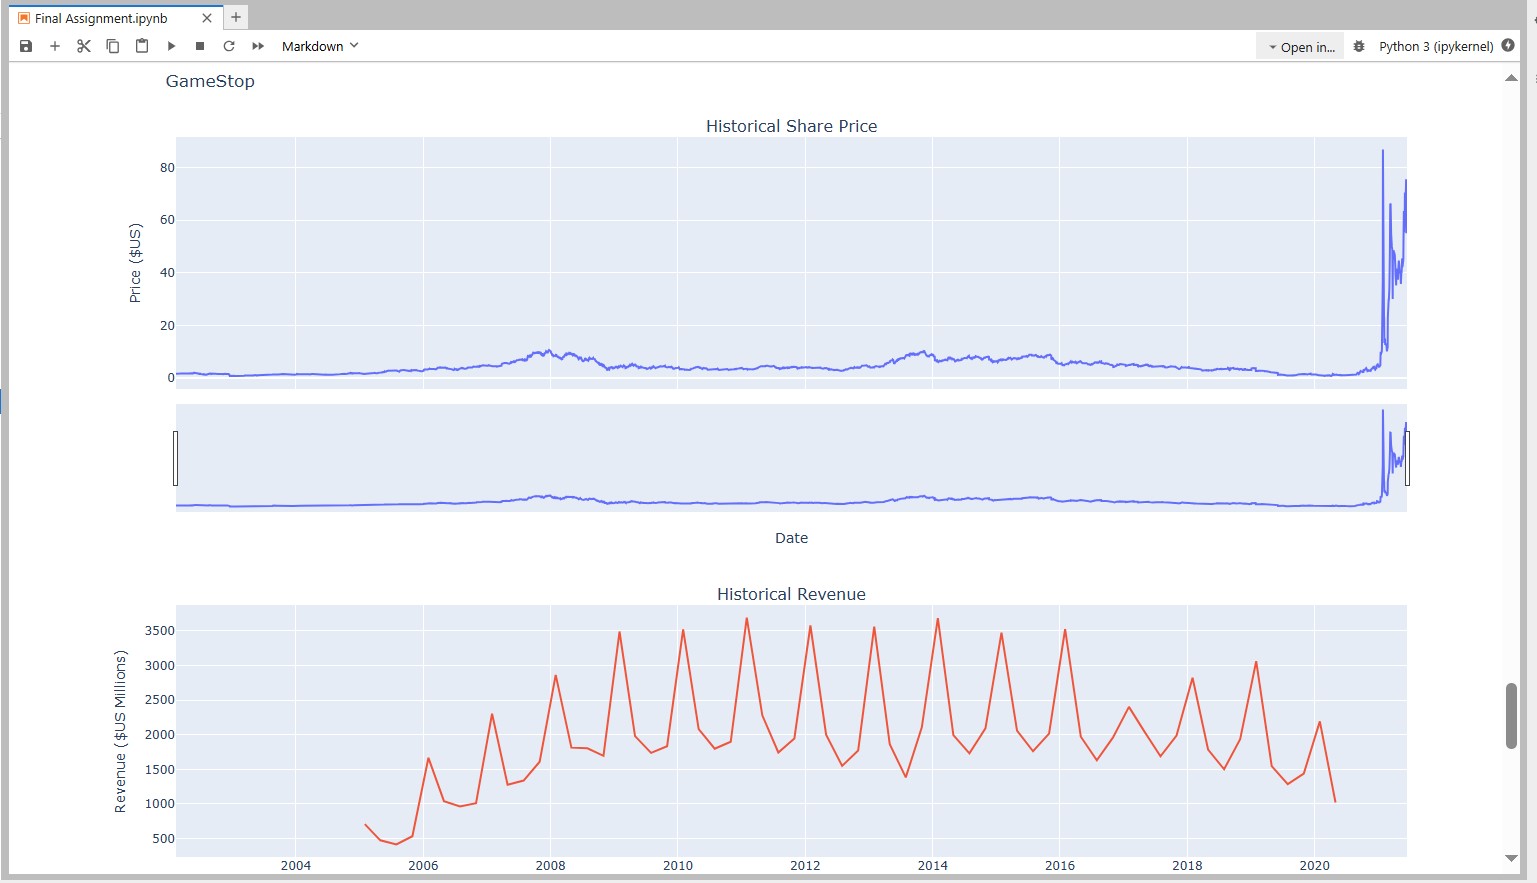 Final Assignment.ipynb
Markdown
Open in...
Python 3 (ipykernel)
GameStop
Historical Share Price
Price ($US)
80
60
40
20
0
Date
Historical Revenue
Revenue ($US Millions)
3500
3000
2500
2000
1500
1000
500
2004 2006 2008 2010 2012 2014 2016 2018 2020